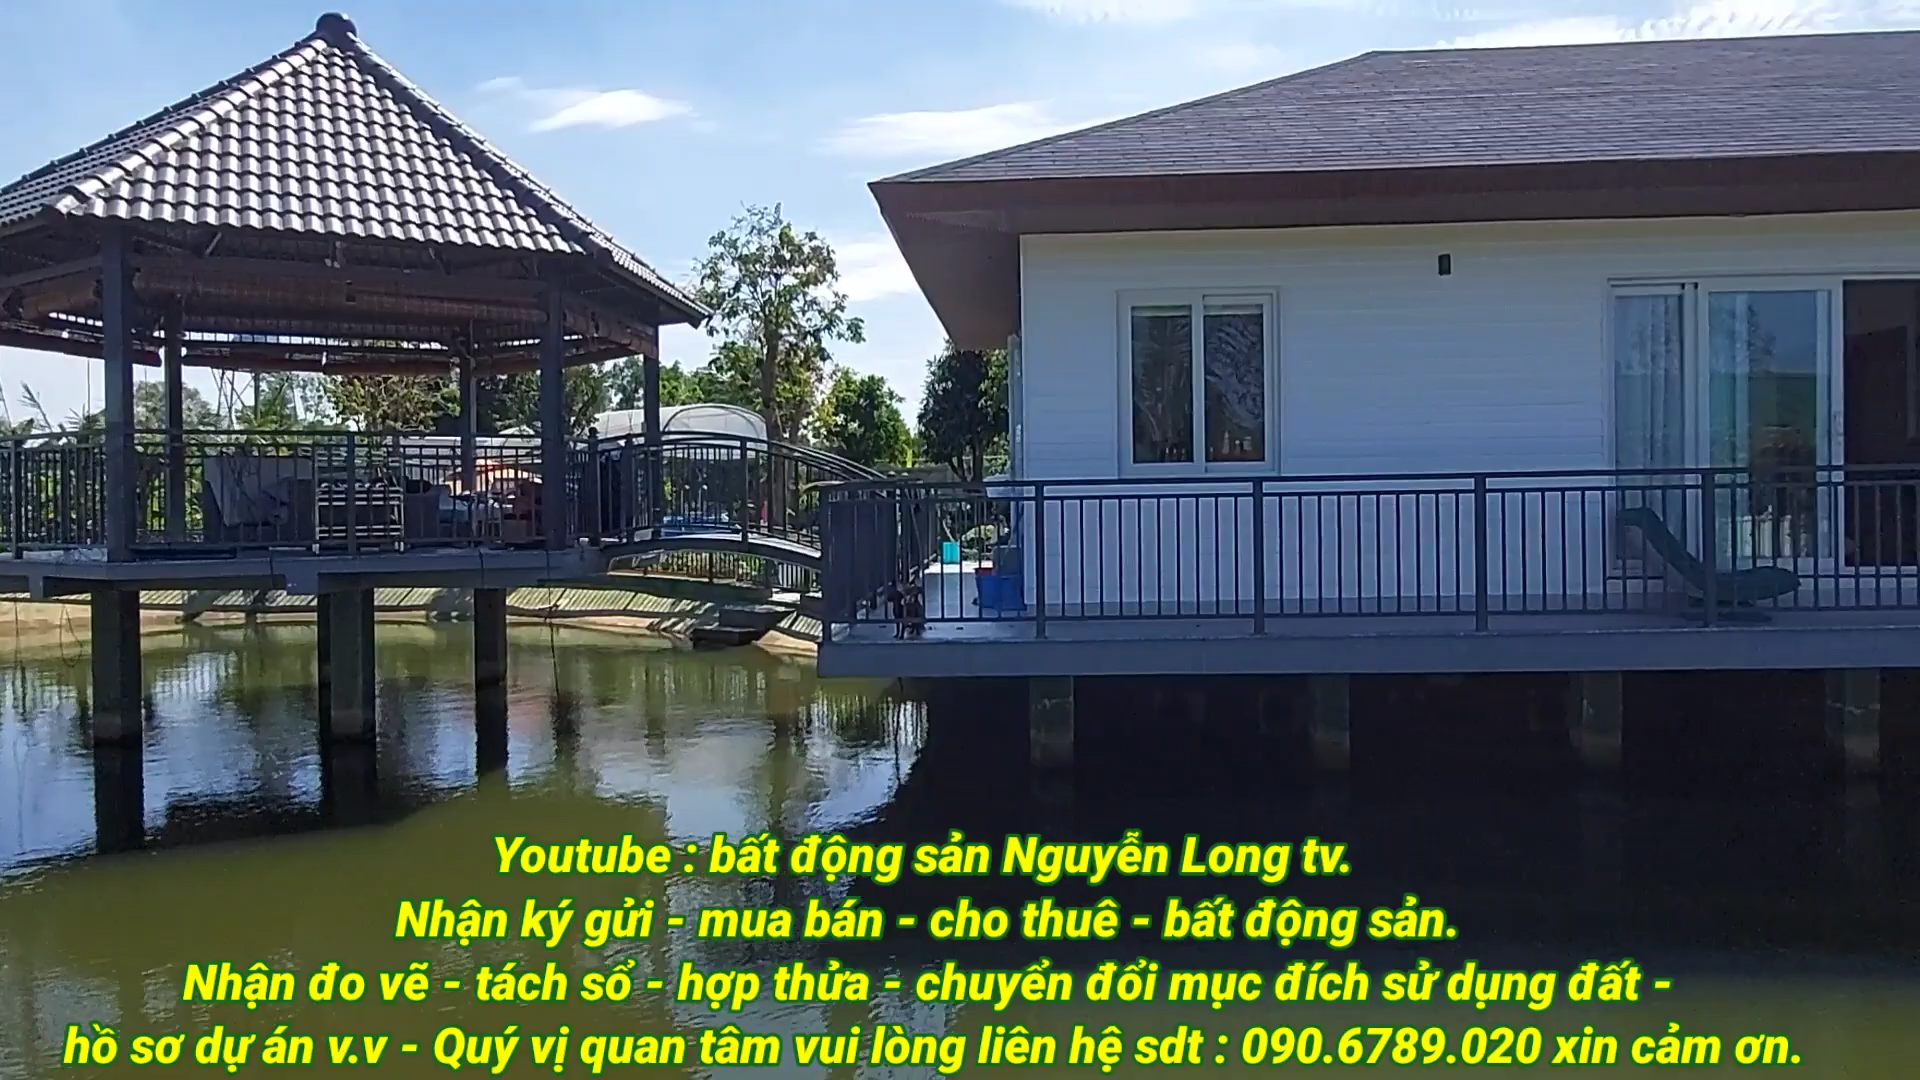 Youtube : bất động sản Nguyễn Long tv.
Nhận ký gửi - mua bán - cho thuê - bất động sản.
Nhận đo vẽ - tách sổ - hợp thửa - chuyển đổi mục đích sử dụng đất -
hồ sơ dự án v.v - Quý vị quan tâm vui lòng liên hệ sdt : 090.6789.020 xin cảm ơn.